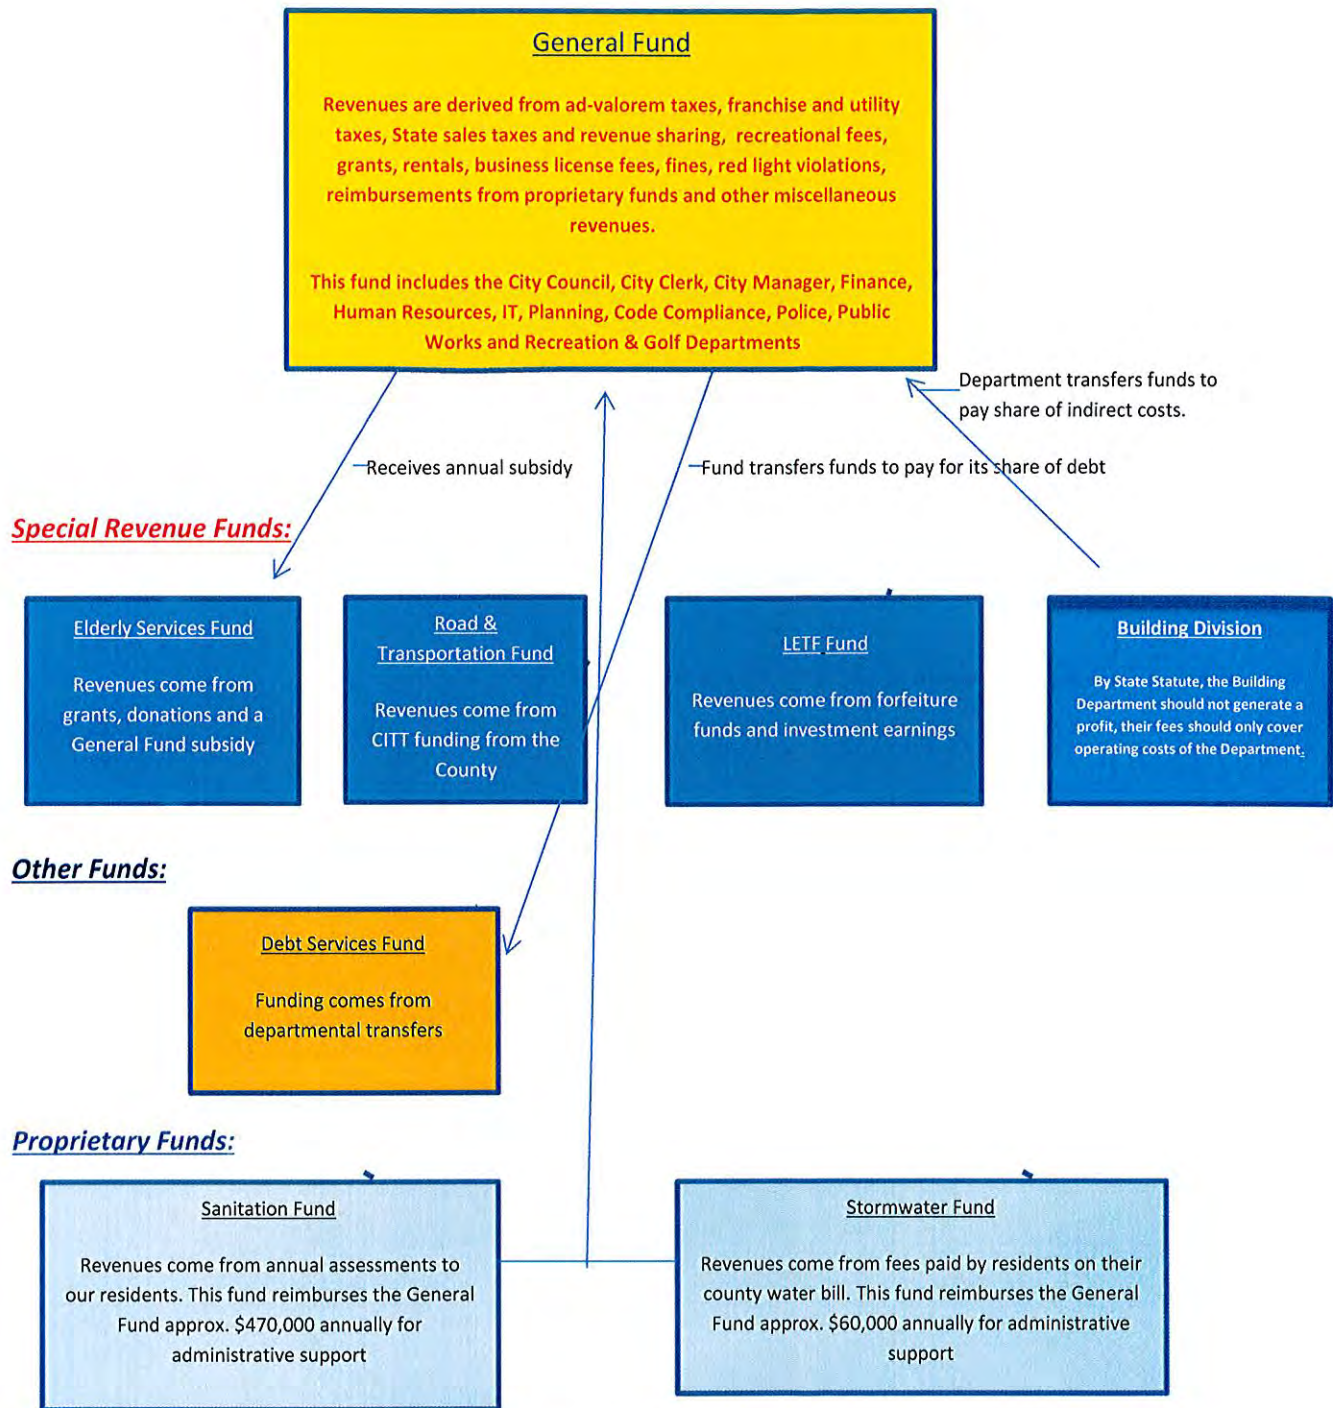 General Fund
Revenues are derived from ad-valorem taxes, franchise and utility
taxes, State sales taxes and revenue sharing, recreational fees,
grants, rentals, business license fees, fines, red light violations,
reimbursements from proprietary funds and other miscellaneous
revenues.
This fund includes the City Council, City Clerk, City Manager, Finance,
Human Resources, IT, Planning, Code Compliance, Police, Public
Works and Recreation & Golf Departments
Department transfers funds to
pay share of indirect costs.
Receives annual subsidy
Fund transfers funds to pay for its share of debt
Special Revenue Funds:
Elderly Services Fund
Revenues come from
grants, donations and a
General Fund subsidy
Road &
Transportation Fund
Revenues come from
CITT funding from the
County
LETF Fund
Revenues come from forfeiture
funds and investment earnings
Building Division
By State Statute, the Building
Department should not generate a
profit, their fees should only cover
operating costs of the Department.
Other Funds:
Debt Services Fund
Funding comes from
departmental transfers
Proprietary Funds:
Sanitation Fund
Revenues come from annual assessments to
our residents. This fund reimburses the General
Fund approx. $470,000 annually for
administrative support
Stormwater Fund
Revenues come from fees paid by residents on their
county water bill. This fund reimburses the General
Fund approx. $60,000 annually for administrative
support